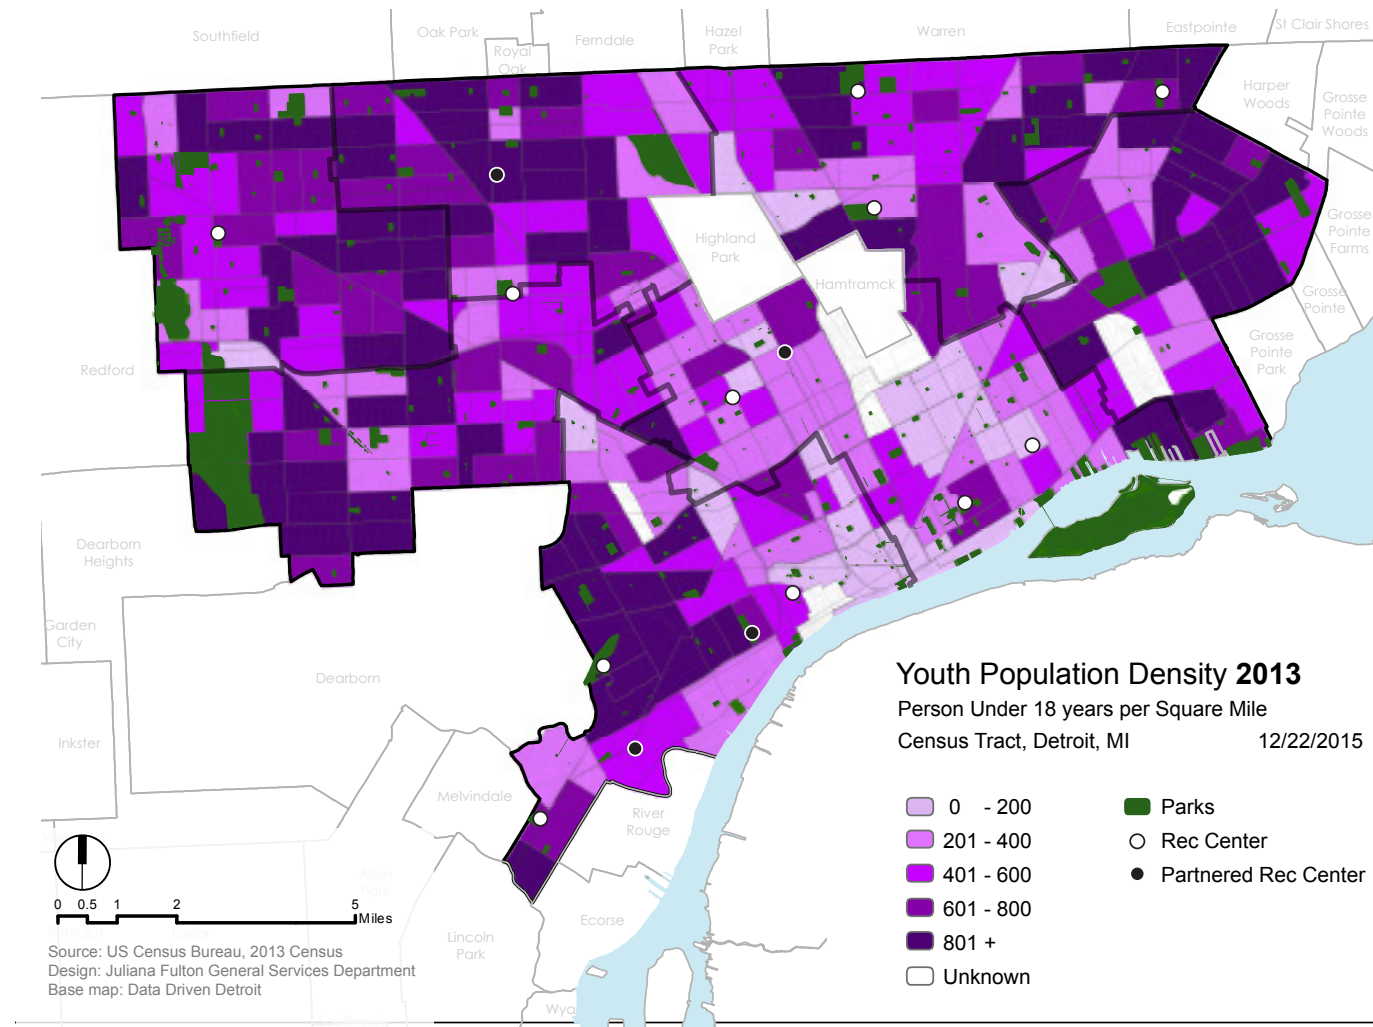 Southfield
Oak Park
Royal
Oak
Ferndale
Hazel
Park
Warren
Eastpointe
St Clair Shores
Harper
Woods
Grosse
Pointe
Woods
Grosse
Pointe
Farms
Grosse
Pointe
Grosse
Pointe
Park
Highland
Park
Hamtramck
Redford
Dearborn
Heights
Garden
City
Dearborn
Inkster
Melvindale
River
Rouge
Allen
Park
Ecorse
Lincoln
Park
Taylor
Wya
Youth Population Density 2013
Person Under 18 years per Square Mile
Census Tract, Detroit, MI 12/22/2015
0 - 200
201 - 400
401 - 600
601 - 800
801 +
Unknown
Parks
Rec Center
Partnered Rec Center
0 0.5 1 2 5
Miles
Source: US Census Bureau, 2013 Census
Design: Juliana Fulton General Services Department
Base map: Data Driven Detroit